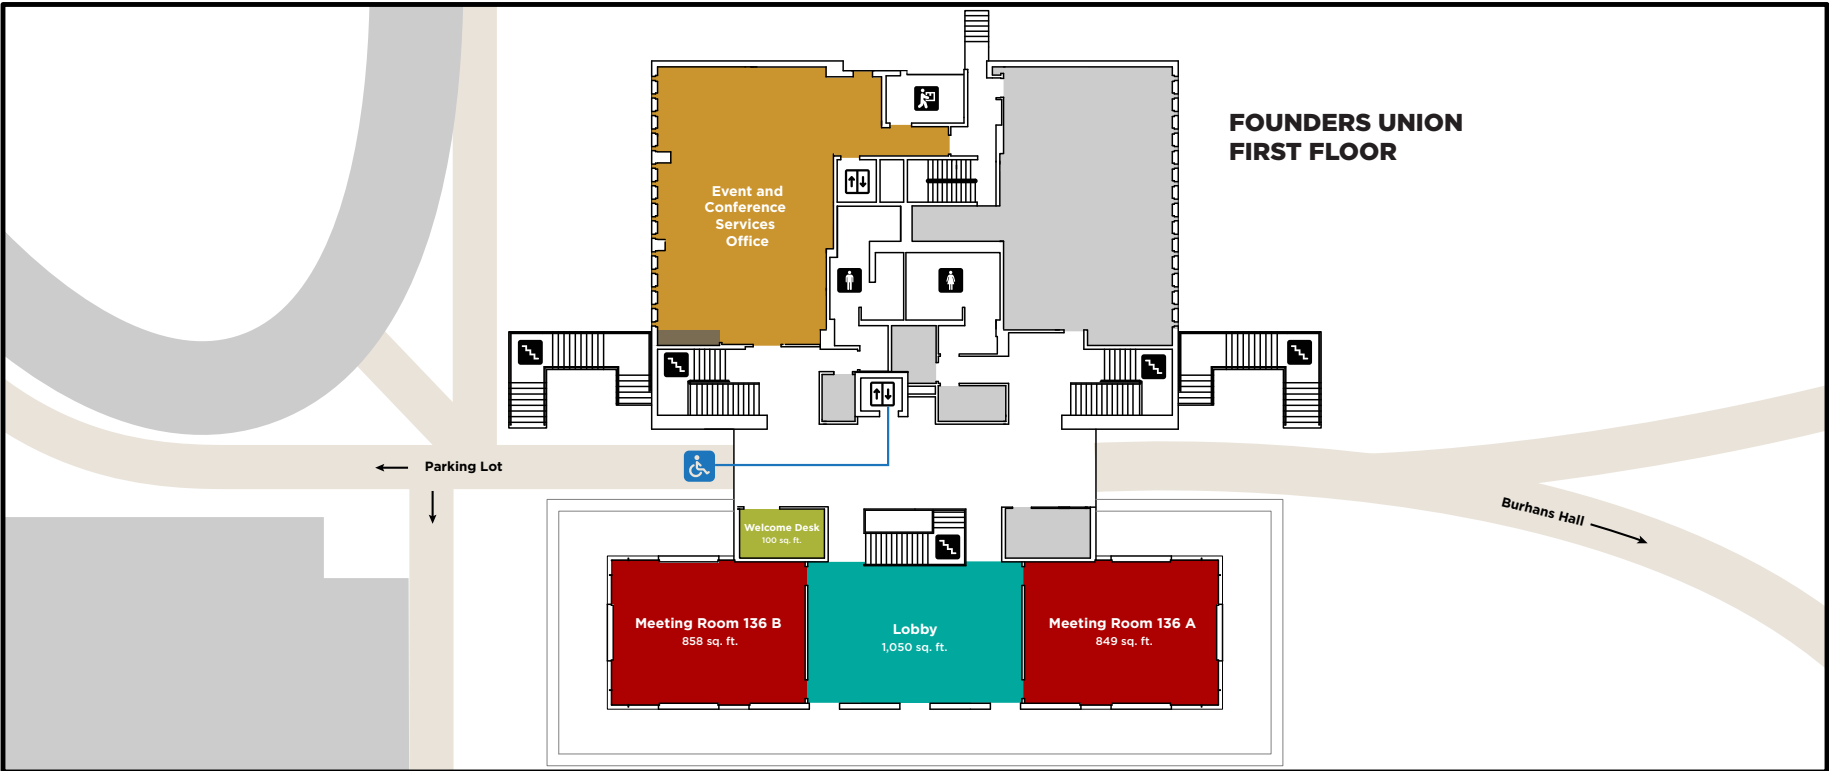 FOUNDERS UNION
FIRST FLOOR
Event and
Conference
Services
Office
Parking Lot
Burhans Hall
Welcome Desk
100 sq. ft.
Meeting Room 136 B
858 sq. ft.
Lobby
1,050 sq. ft.
Meeting Room 136 A
849 sq. ft.